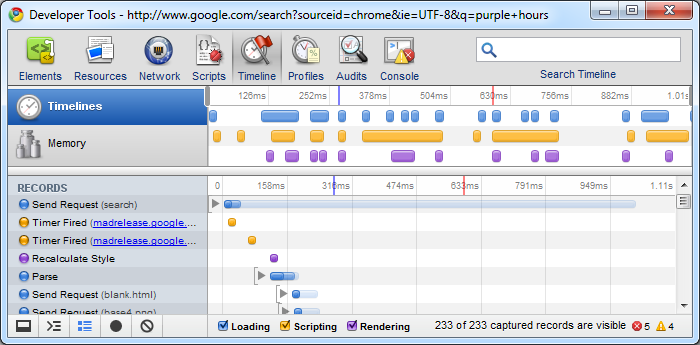 Developer Tools - http://www.google.com/search?sourceid=chrome&ie=UTF-8&q=purple+hours
Elements Resources Network Scripts Timeline Profiles Audits Console Search Timeline
126ms 252ms 378ms 504ms 630ms 756ms 882ms 1.01s
Timelines
Memory
RECORDS 0 158ms 316ms 474ms 633ms 791ms 949ms 1.11s
Send Request (search)
Timer Fired (madrelease.google....
Timer Fired (madrelease.google....
Recalculate Style
Parse
Send Request (blank.html)
Send Request (base4.png)
Loading Scripting Rendering 233 of 233 captured records are visible 5 4